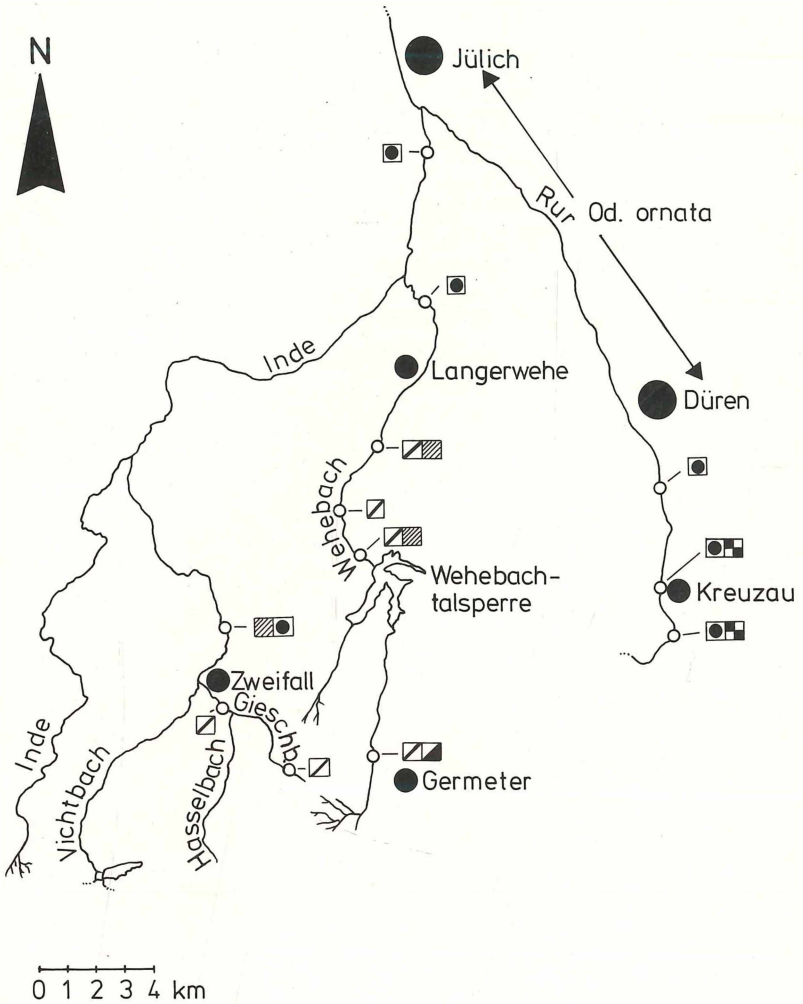 N
Jülich
Rur
Od. ornata
Inde
Langerwehe
Düren
Wehebach
Wehebach-
talsperre
Kreuzau
Zweifall
Gieschb.
Inde
Vichtbach
Hasselbach
Germeter
0 1 2 3 4 km